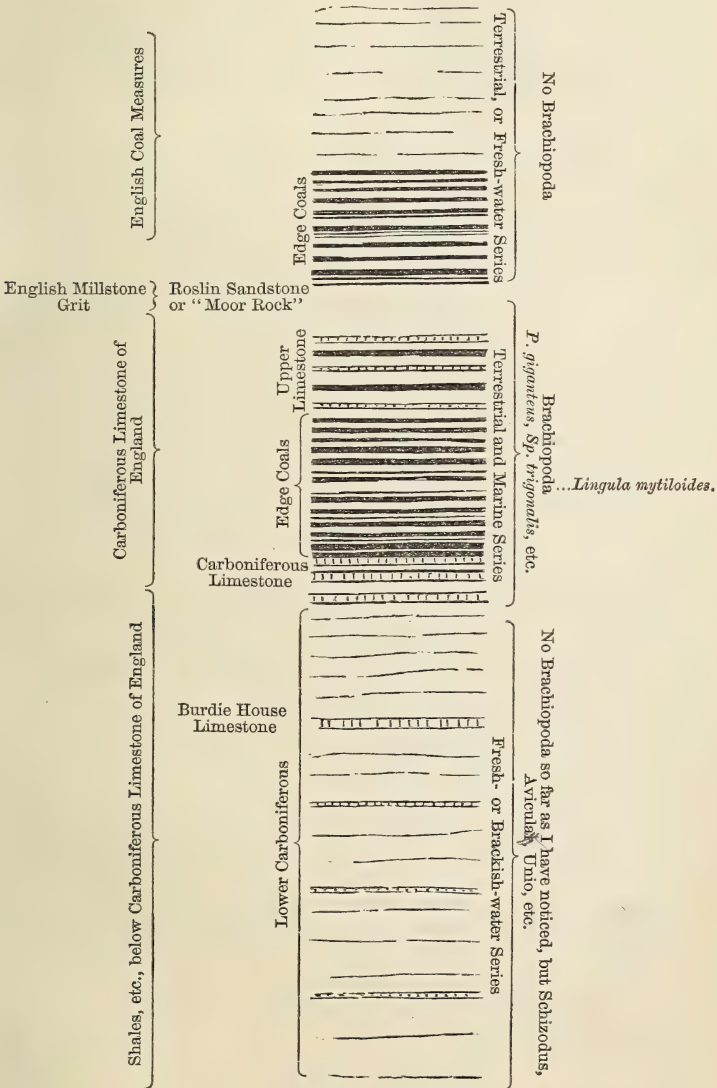 English Coal Measures
Edge Coals
Terrestrial, or Fresh-water Series
No Brachiopoda
English Millstone
Grit
Roslin Sandstone
or "Moor Rock"
Carboniferous Limestone of
England
Upper
Limestone
Edge Coals
Carboniferous
Limestone
Terrestrial and Marine Series
Brachiopoda
P. giganteus, Sp. trigonalis, etc.
...Lingula mytiloides.
Shales, etc., below Carboniferous Limestone of England
Burdie House
Limestone
Lower Carboniferous
Fresh- or Brackish-water Series
No Brachiopoda so far as I have noticed, but Schizodus,
Unio, etc.